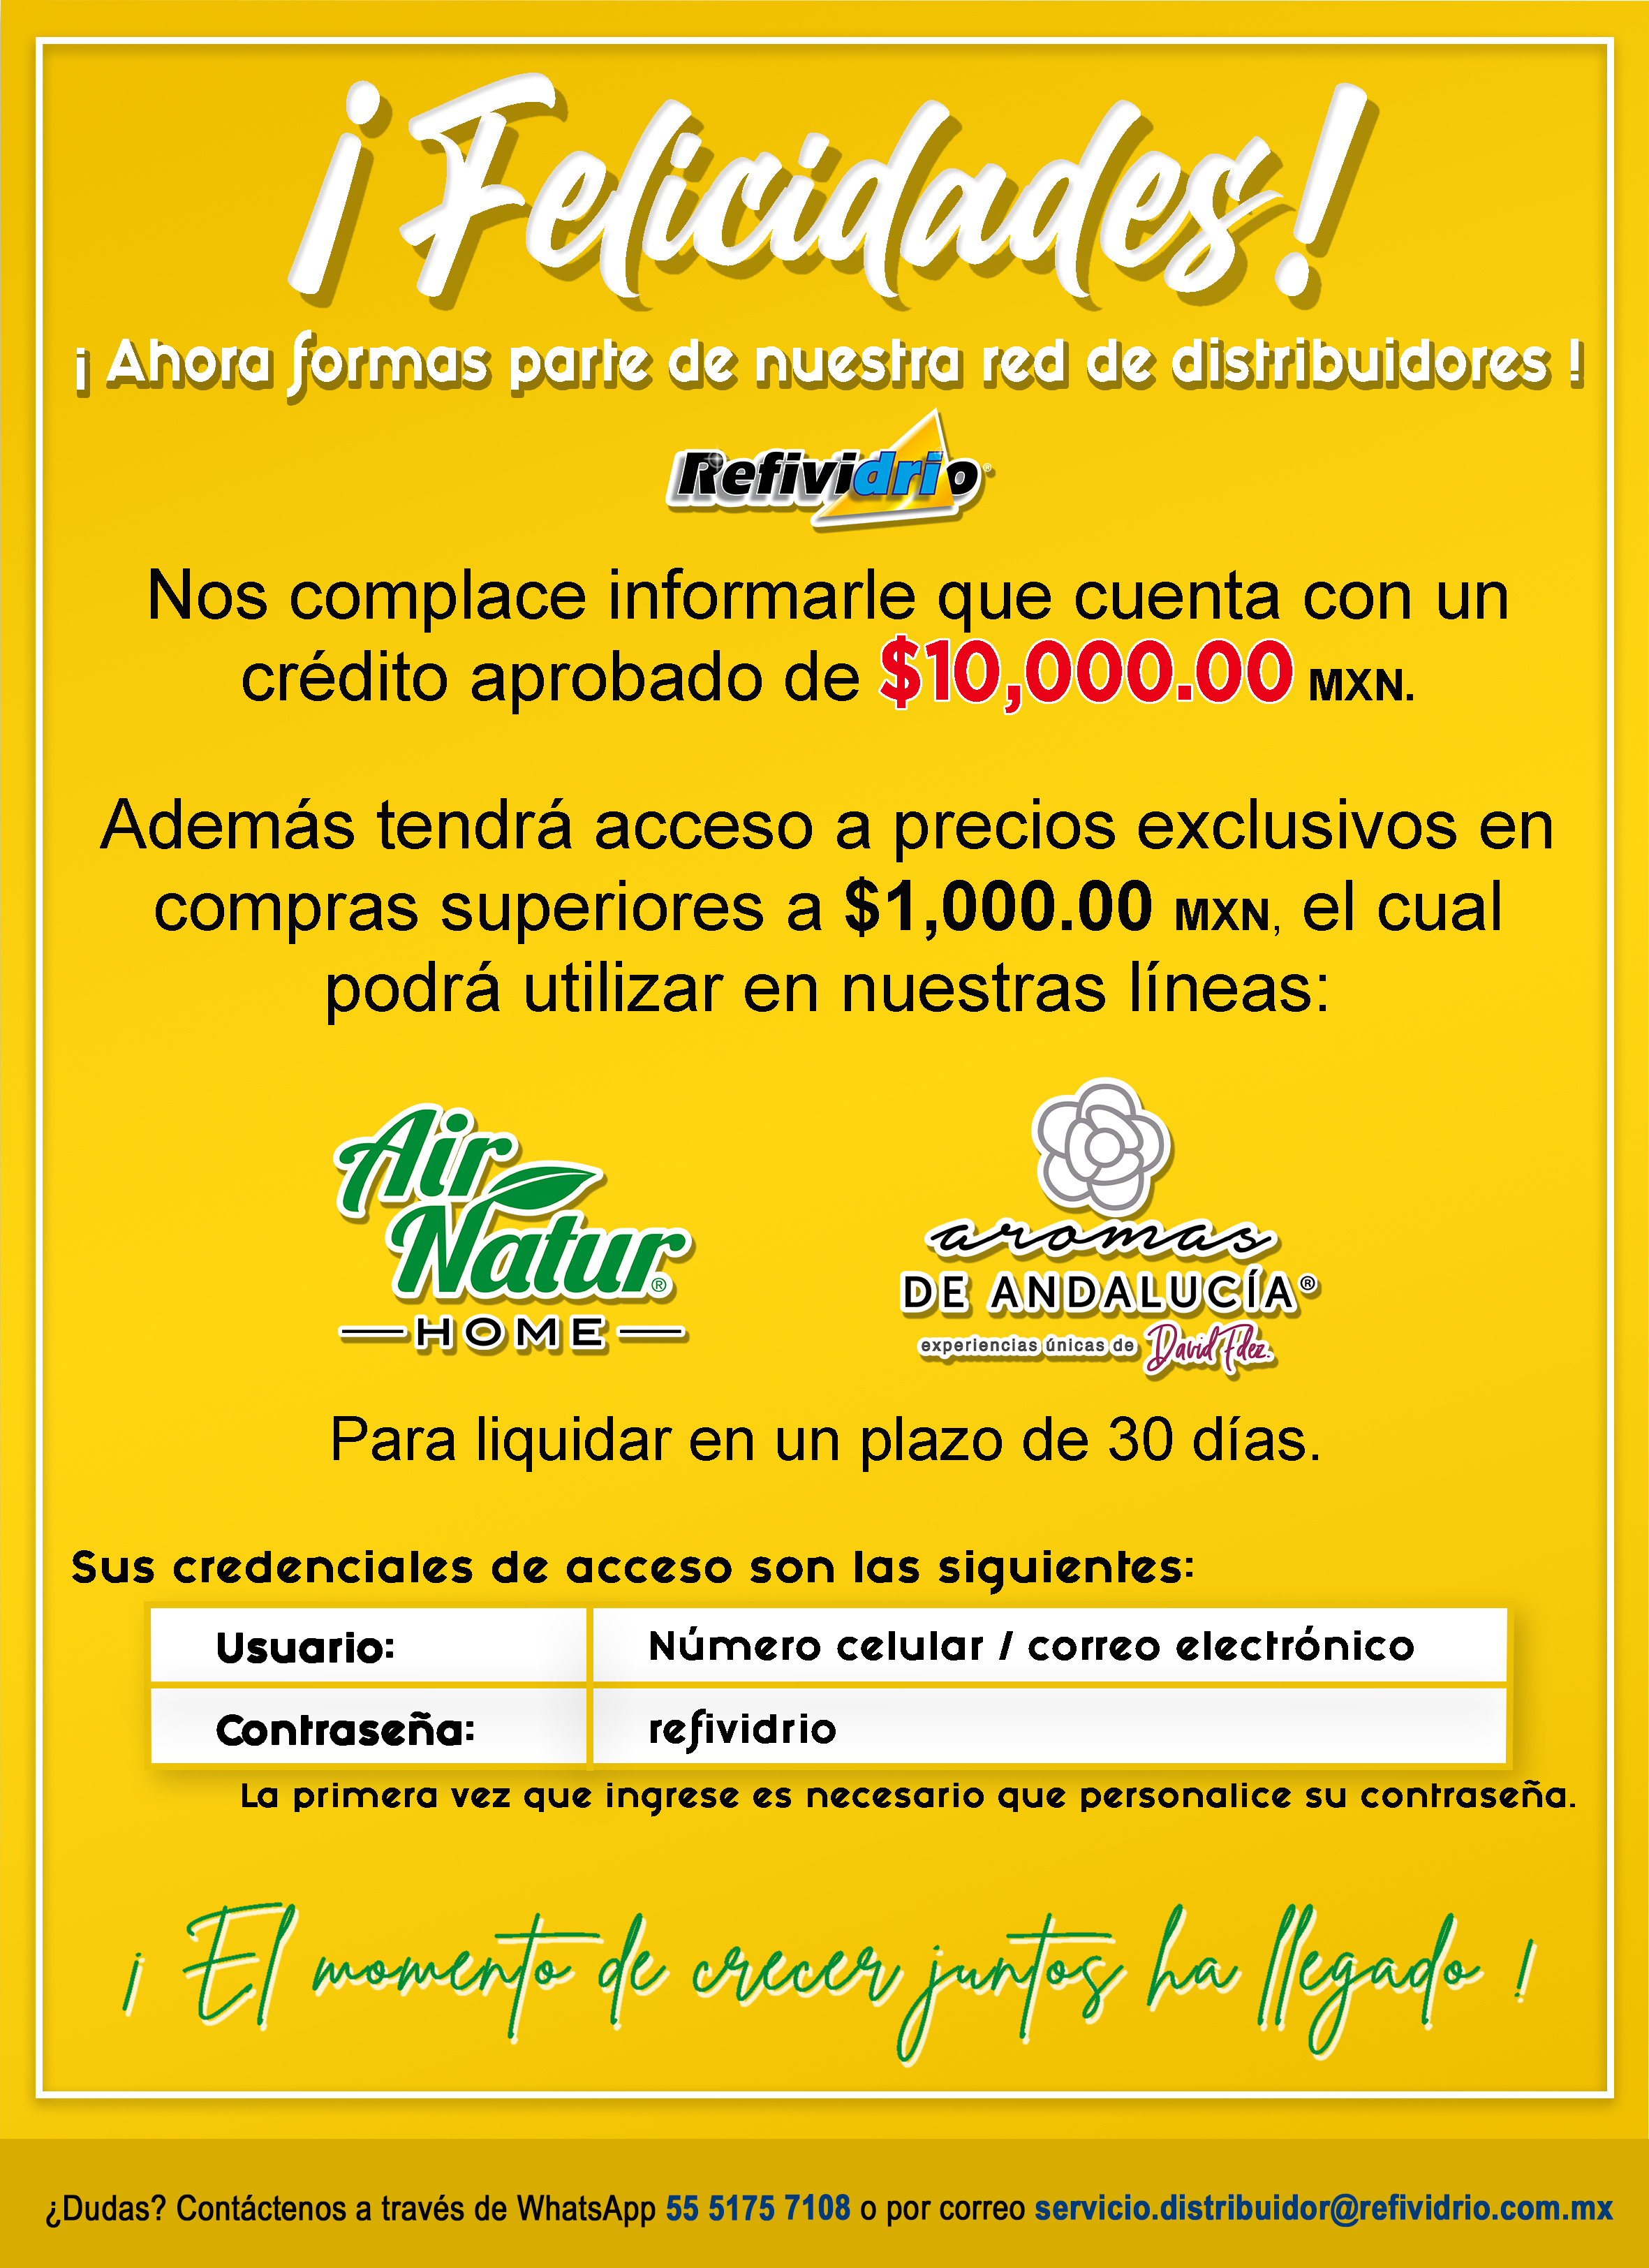 ¡Felicidades!
¡ Ahora formas parte de nuestra red de distribuidores !
Refividrio®
Nos complace informarle que cuenta con un
crédito aprobado de $10,000.00 MXN.
Además tendrá acceso a precios exclusivos en
compras superiores a $1,000.00 MXN, el cual
podrá utilizar en nuestras líneas:
Air
Natur®
HOME
aromas
DE ANDALUCÍA®
experiencias únicas de David Fdez.
Para liquidar en un plazo de 30 días.
Sus credenciales de acceso son las siguientes:
Usuario: Número celular / correo electrónico
Contraseña: refividrio
La primera vez que ingrese es necesario que personalice su contraseña.
¡ El momento de crecer juntos ha llegado !
¿Dudas? Contáctenos a través de WhatsApp 55 5175 7108 o por correo servicio.distribuidor@refividrio.com.mx